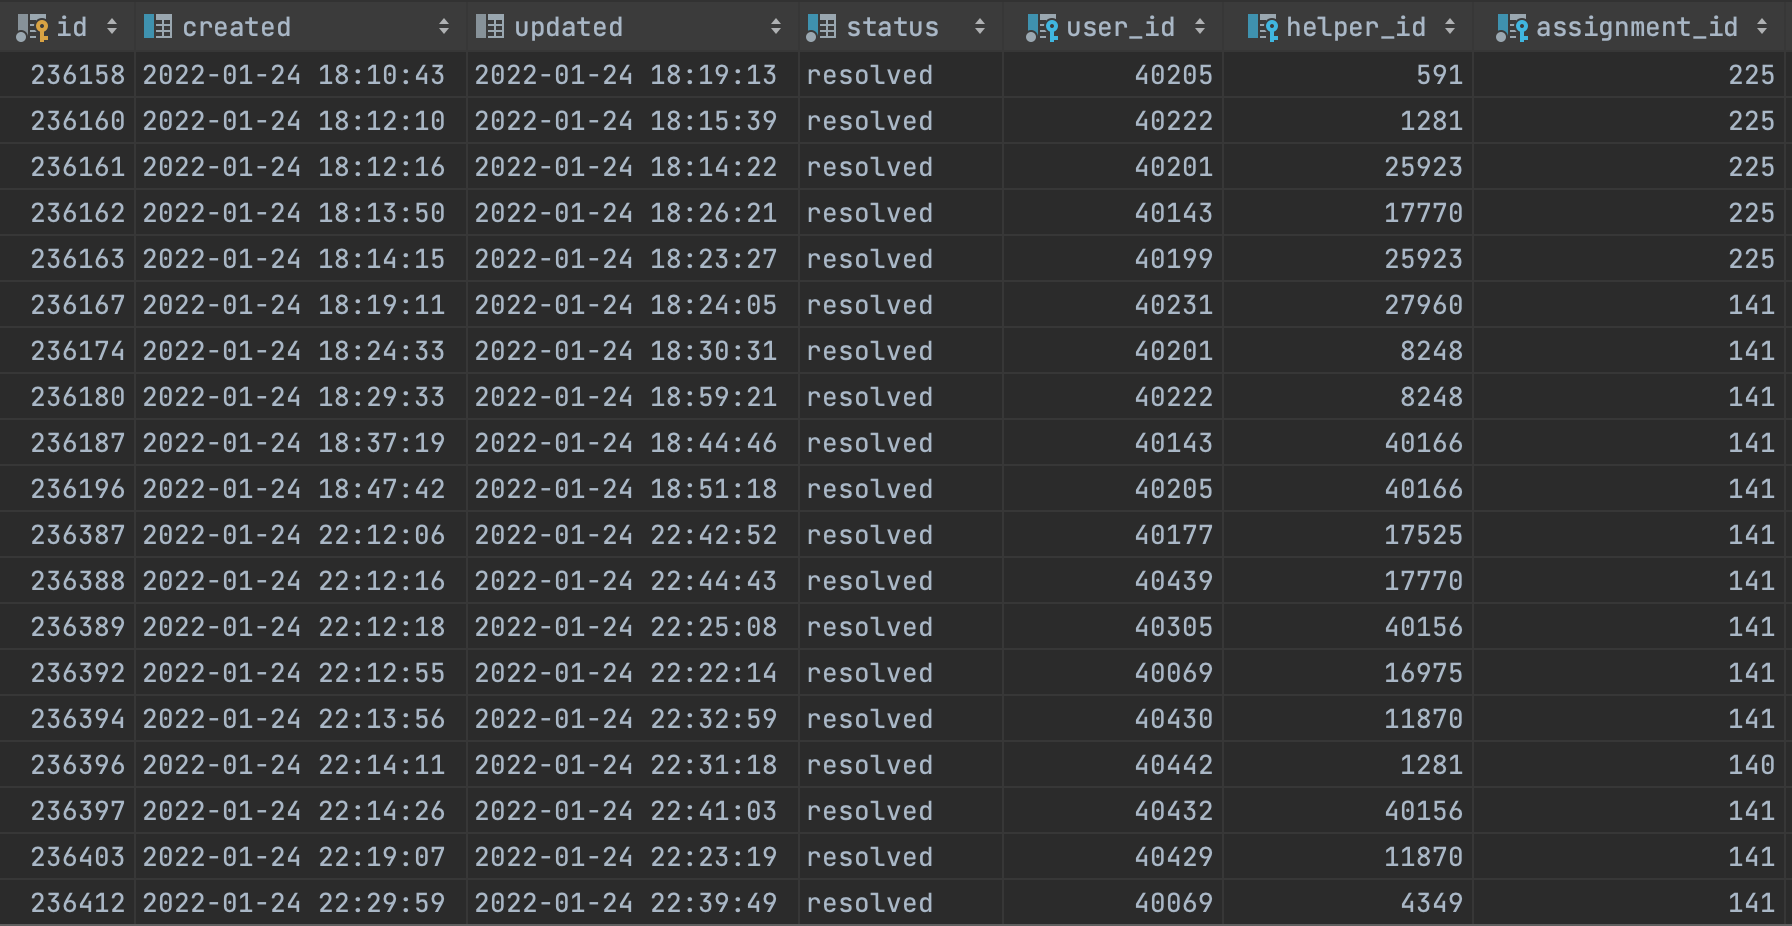 id created updated status user_id helper_id assignment_id
236158 2022-01-24 18:10:43 2022-01-24 18:19:13 resolved 40205 591 225
236160 2022-01-24 18:12:10 2022-01-24 18:15:39 resolved 40222 1281 225
236161 2022-01-24 18:12:16 2022-01-24 18:14:22 resolved 40201 25923 225
236162 2022-01-24 18:13:50 2022-01-24 18:26:21 resolved 40143 17770 225
236163 2022-01-24 18:14:15 2022-01-24 18:23:27 resolved 40199 25923 225
236167 2022-01-24 18:19:11 2022-01-24 18:24:05 resolved 40231 27960 141
236174 2022-01-24 18:24:33 2022-01-24 18:30:31 resolved 40201 8248 141
236180 2022-01-24 18:29:33 2022-01-24 18:59:21 resolved 40222 8248 141
236187 2022-01-24 18:37:19 2022-01-24 18:44:46 resolved 40143 40166 141
236196 2022-01-24 18:47:42 2022-01-24 18:51:18 resolved 40205 40166 141
236387 2022-01-24 22:12:06 2022-01-24 22:42:52 resolved 40177 17525 141
236388 2022-01-24 22:12:16 2022-01-24 22:44:43 resolved 40439 17770 141
236389 2022-01-24 22:12:18 2022-01-24 22:25:08 resolved 40305 40156 141
236392 2022-01-24 22:12:55 2022-01-24 22:22:14 resolved 40069 16975 141
236394 2022-01-24 22:13:56 2022-01-24 22:32:59 resolved 40430 11870 141
236396 2022-01-24 22:14:11 2022-01-24 22:31:18 resolved 40442 1281 140
236397 2022-01-24 22:14:26 2022-01-24 22:41:03 resolved 40432 40156 141
236403 2022-01-24 22:19:07 2022-01-24 22:23:19 resolved 40429 11870 141
236412 2022-01-24 22:29:59 2022-01-24 22:39:49 resolved 40069 4349 141